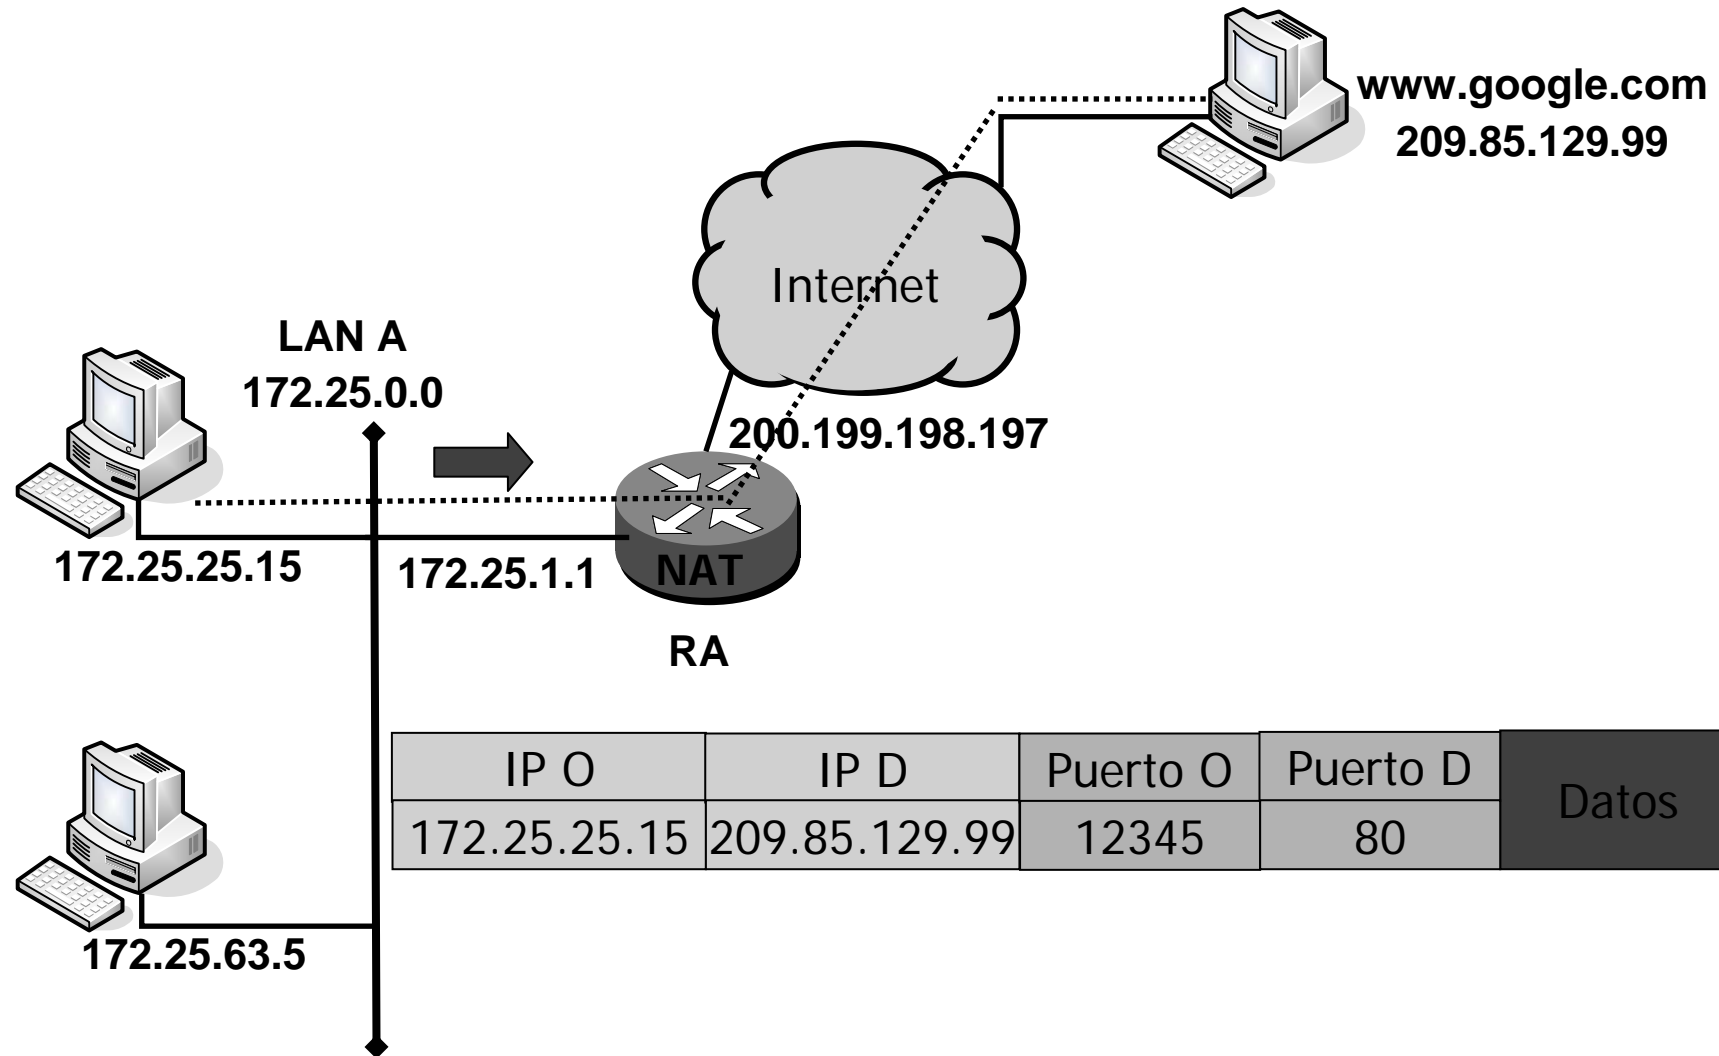 www.google.com
209.85.129.99
Internet
LAN A
172.25.0.0
200.199.198.197
172.25.25.15
172.25.1.1
NAT
RA
IP O IP D Puerto O Puerto D Datos
172.25.25.15 209.85.129.99 12345 80
172.25.63.5